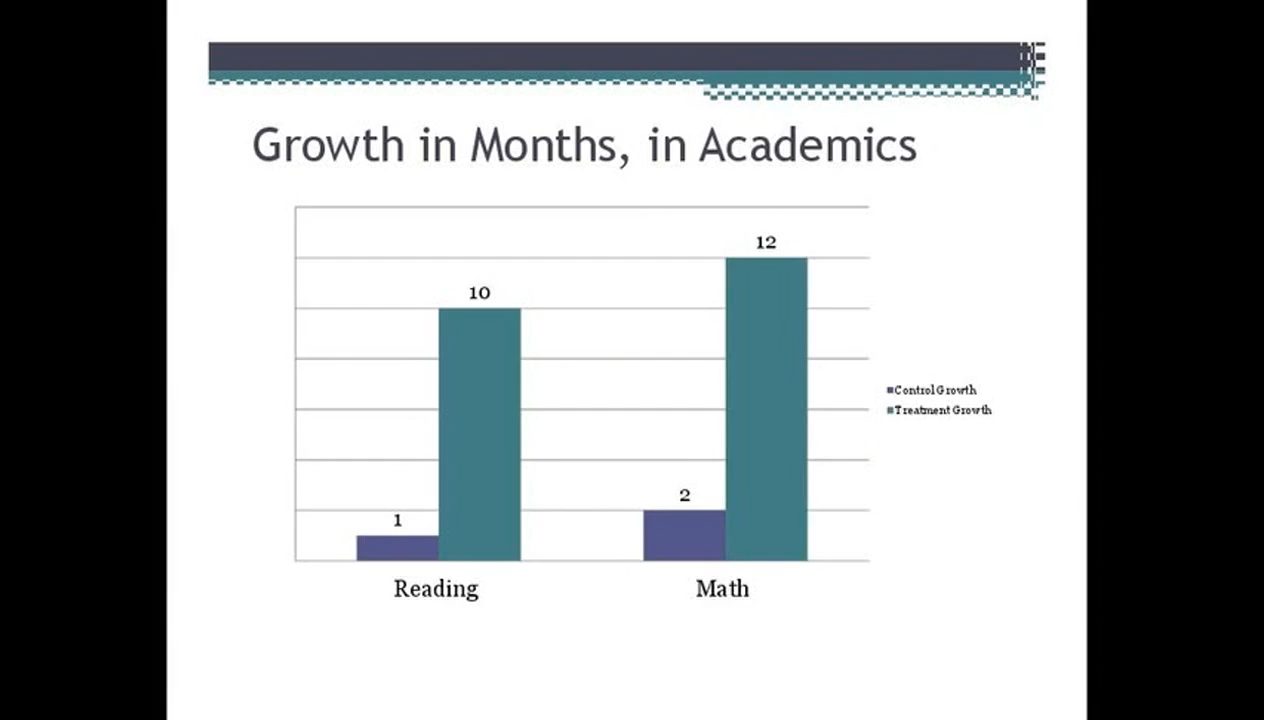 Growth in Months, in Academics
12
10
2
1
Control Growth
Treatment Growth
Reading
Math